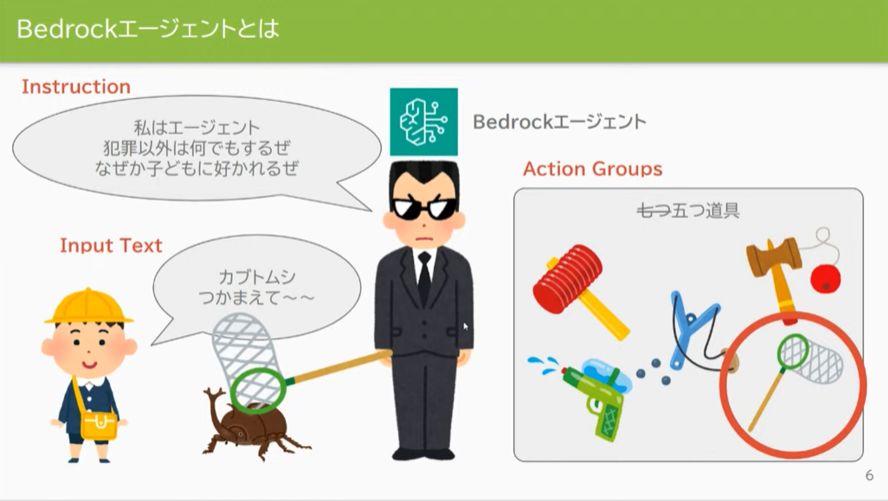 Bedrockエージェントとは
Instruction
私はエージェント
犯罪以外は何でもするぜ
なぜか子どもに好かれるぜ
Bedrockエージェント
Action Groups
七つ五つ道具
Input Text
カブトムシ
つかまえて～～
6